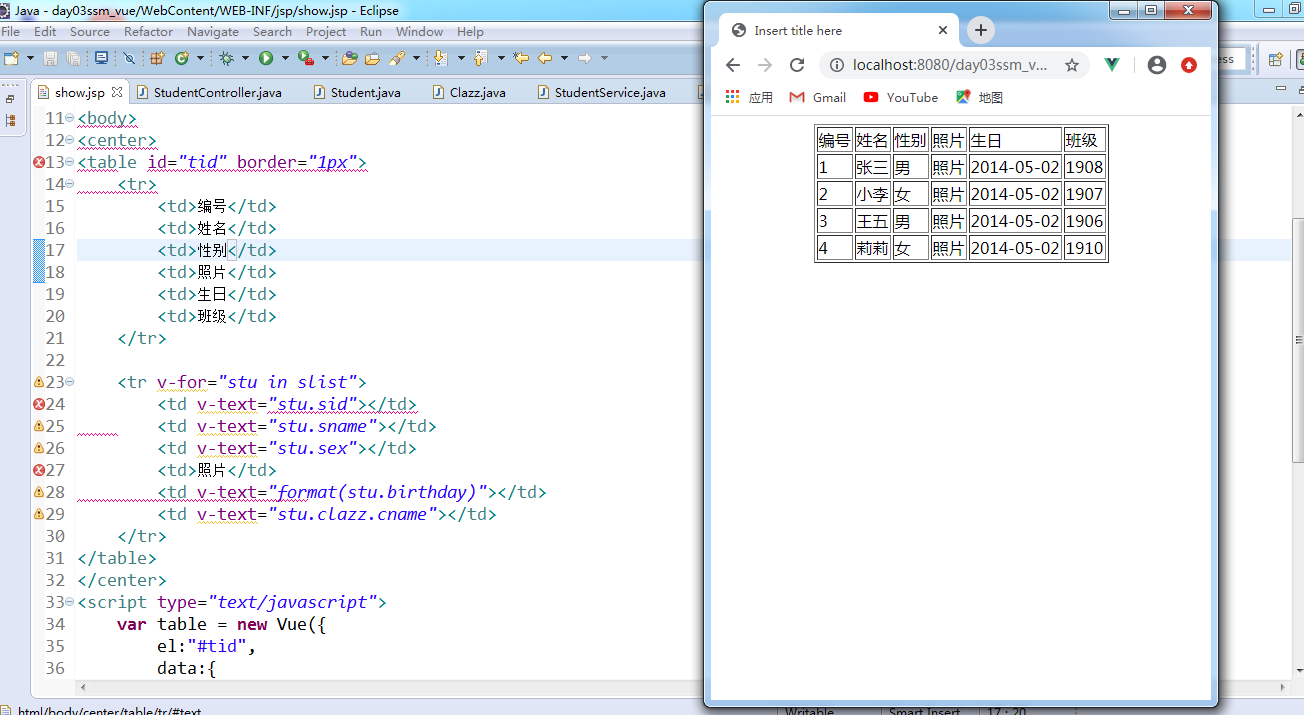 Java - day03ssm_vue/WebContent/WEB-INF/jsp/show.jsp - Eclipse
File Edit Source Refactor Navigate Search Project Run Window Help
show.jsp StudentController.java Student.java Clazz.java StudentService.java
11 <body>
12 <center>
13 <table id="tid" border="1px">
14 <tr>
15 <td>编号</td>
16 <td>姓名</td>
17 <td>性别</td>
18 <td>照片</td>
19 <td>生日</td>
20 <td>班级</td>
21 </tr>
22
23 <tr v-for="stu in slist">
24 <td v-text="stu.sid"></td>
25 <td v-text="stu.sname"></td>
26 <td v-text="stu.sex"></td>
27 <td>照片</td>
28 <td v-text="format(stu.birthday)"></td>
29 <td v-text="stu.clazz.cname"></td>
30 </tr>
31 </table>
32 </center>
33 <script type="text/javascript">
34 var table = new Vue({
35 el:"#tid",
36 data:{
html/body/center/table/tr/#text
Writable Smart Insert 17 : 20
Insert title here
localhost:8080/day03ssm_v...
应用 Gmail YouTube 地图
编号 姓名 性别 照片 生日 班级
1 张三 男 照片 2014-05-02 1908
2 小李 女 照片 2014-05-02 1907
3 王五 男 照片 2014-05-02 1906
4 莉莉 女 照片 2014-05-02 1910